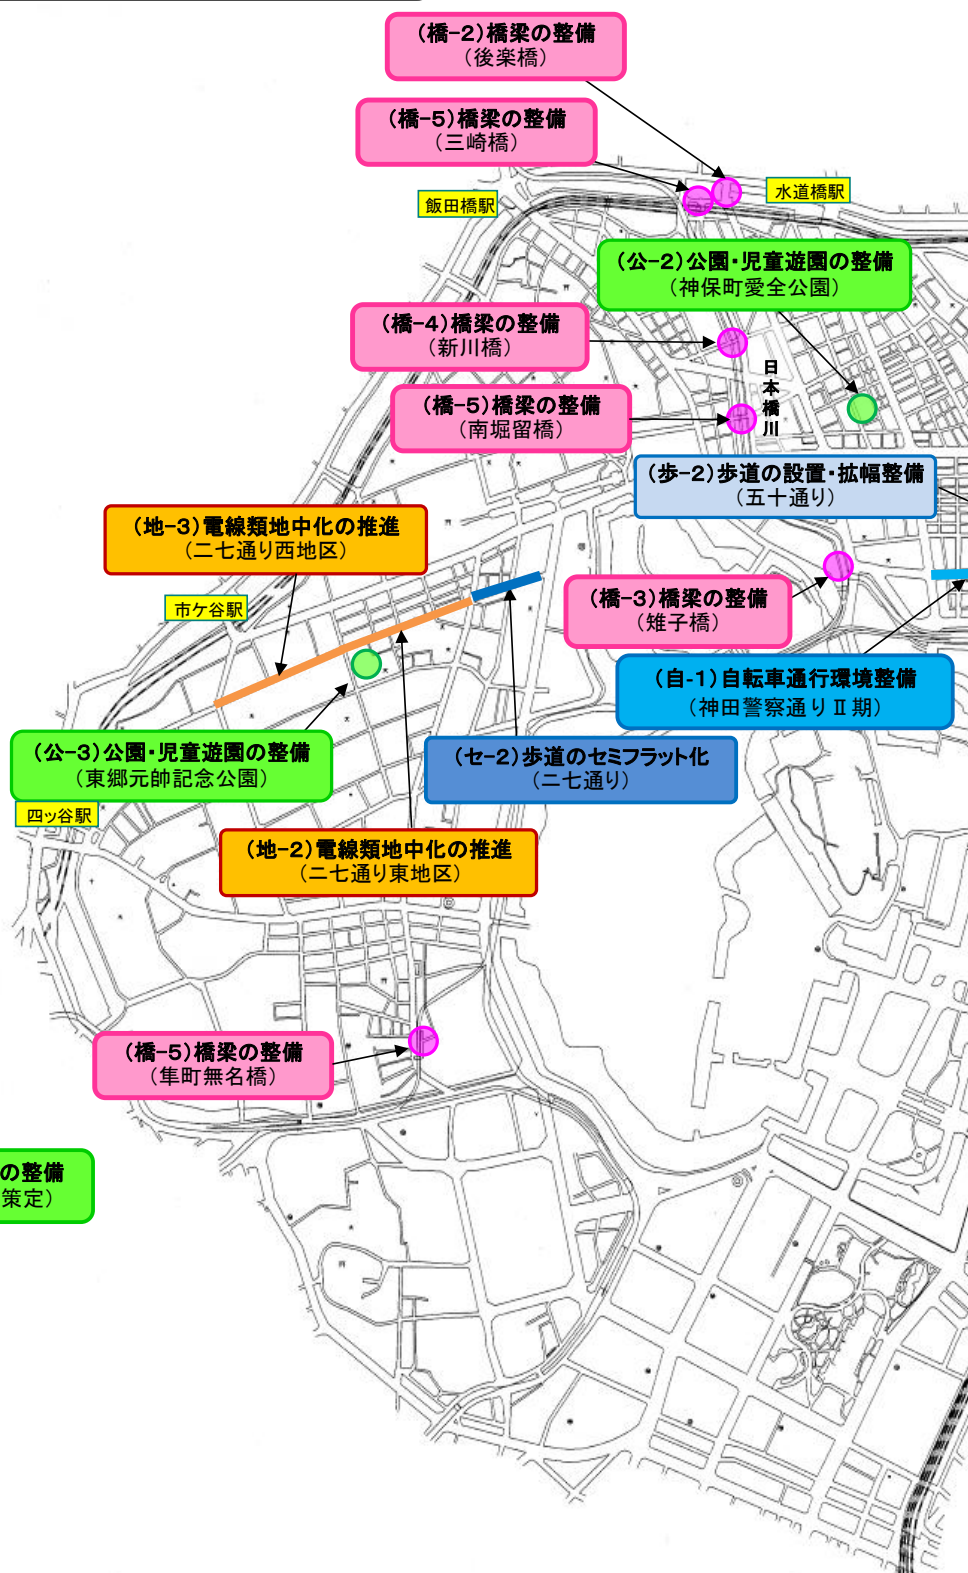 (橋-2)橋梁の整備
(後楽橋)
(橋-5)橋梁の整備
(三崎橋)
飯田橋駅
水道橋駅
(公-2)公園・児童遊園の整備
(神保町愛全公園)
(橋-4)橋梁の整備
(新川橋)
日本橋川
(橋-5)橋梁の整備
(南堀留橋)
(歩-2)歩道の設置・拡幅整備
(五十通り)
(地-3)電線類地中化の推進
(二七通り西地区)
市ケ谷駅
(橋-3)橋梁の整備
(雉子橋)
(自-1)自転車通行環境整備
(神田警察通りⅡ期)
(公-3)公園・児童遊園の整備
(東郷元帥記念公園)
(セ-2)歩道のセミフラット化
(二七通り)
四ッ谷駅
(地-2)電線類地中化の推進
(二七通り東地区)
(橋-5)橋梁の整備
(隼町無名橋)
の整備
策定)